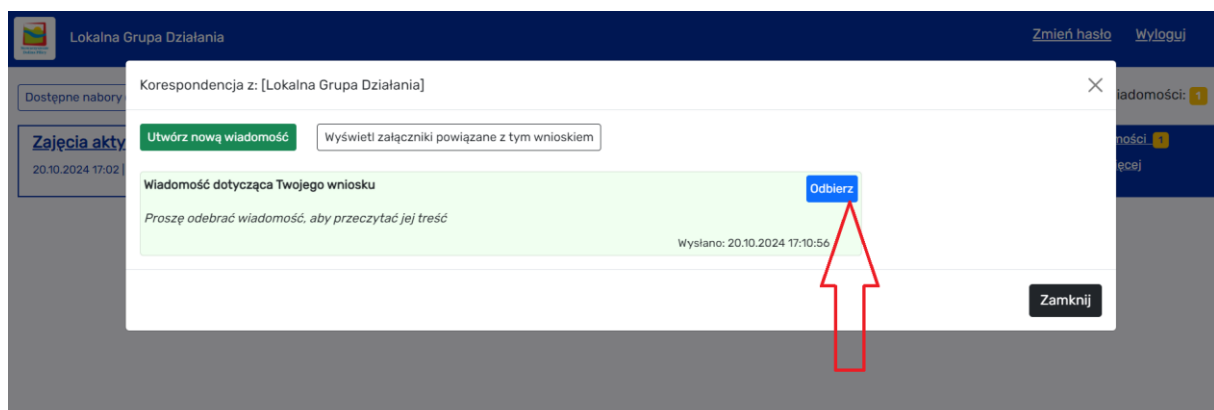 Lokalna Grupa Działania
Zmień hasło Wyloguj
Korespondencja z: [Lokalna Grupa Działania]
Dostępne nabory
iadomości: 1
Utwórz nową wiadomość Wyświetl załączniki powiązane z tym wnioskiem
Zajęcia akty
mości 1
20.10.2024 17:02 |
ęcej
Wiadomość dotycząca Twojego wniosku
Odbierz
Proszę odebrać wiadomość, aby przeczytać jej treść
Wysłano: 20.10.2024 17:10:56
Zamknij